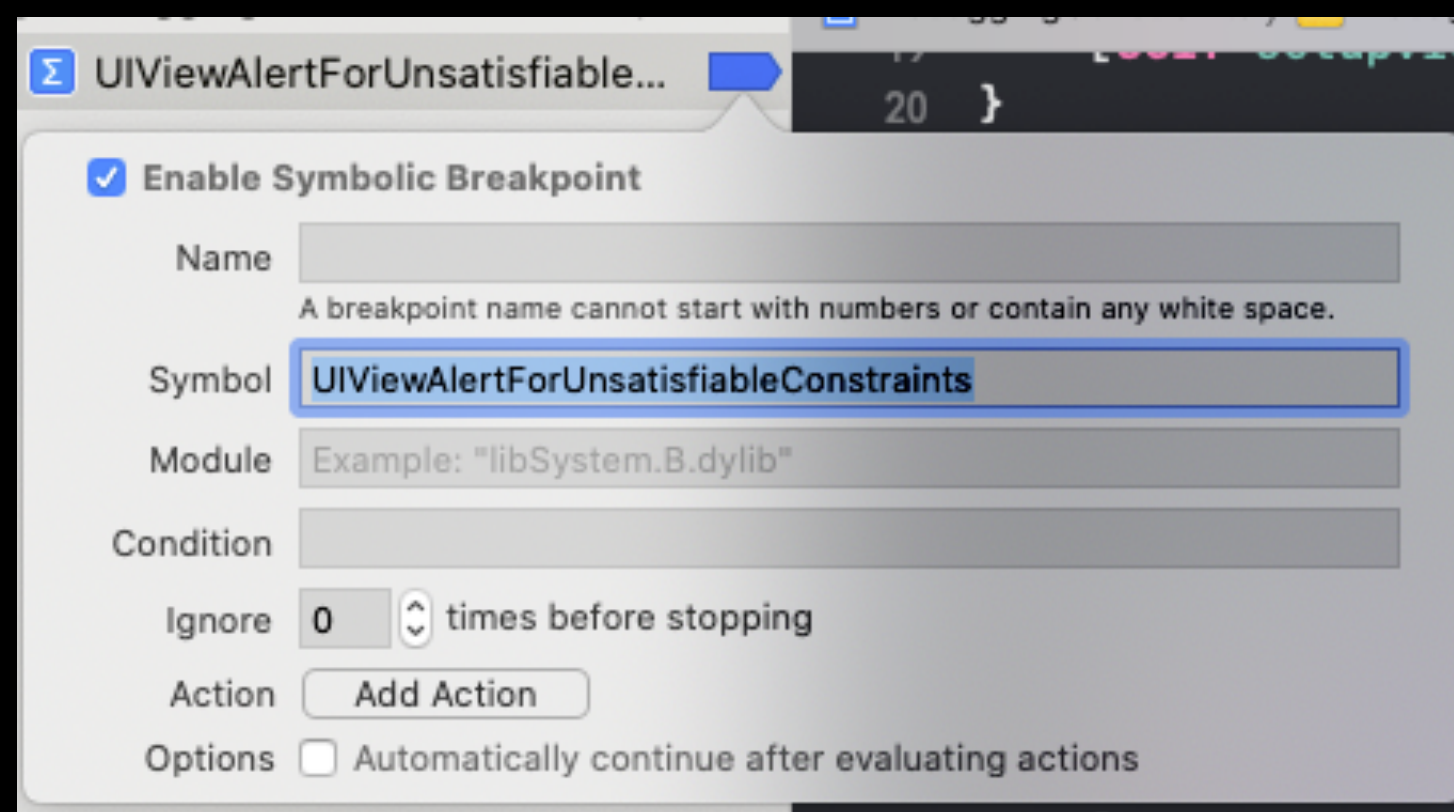 Σ UIViewAlertForUnsatisfiable...
20 }
Enable Symbolic Breakpoint
Name
A breakpoint name cannot start with numbers or contain any white space.
Symbol UIViewAlertForUnsatisfiableConstraints
Module Example: "libSystem.B.dylib"
Condition
Ignore 0 times before stopping
Action Add Action
Options Automatically continue after evaluating actions